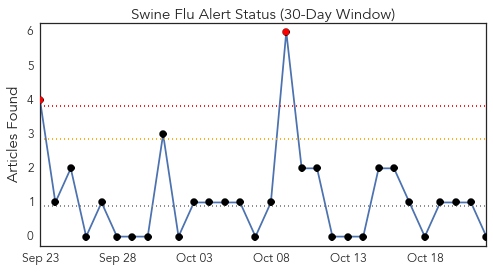 Swine Flu Alert Status (30-Day Window)
Articles Found
6
5
4
3
2
1
0
Sep 23
Sep 28
Oct 03
Oct 08
Oct 13
Oct 18